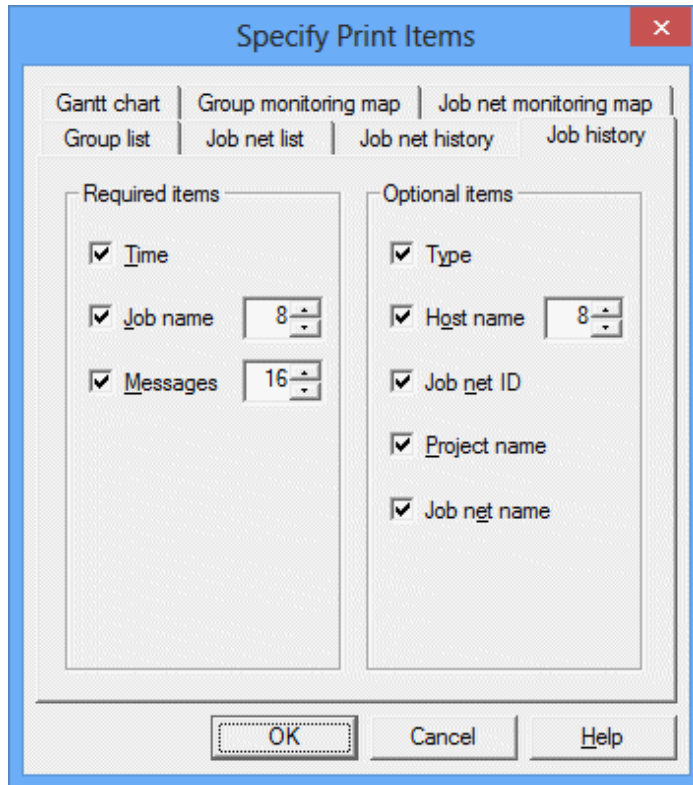 Specify Print Items
Gantt chart Group monitoring map Job net monitoring map
Group list Job net list Job net history Job history
Required items
Time
Job name 8
Messages 16
Optional items
Type
Host name 8
Job net ID
Project name
Job net name
OK Cancel Help